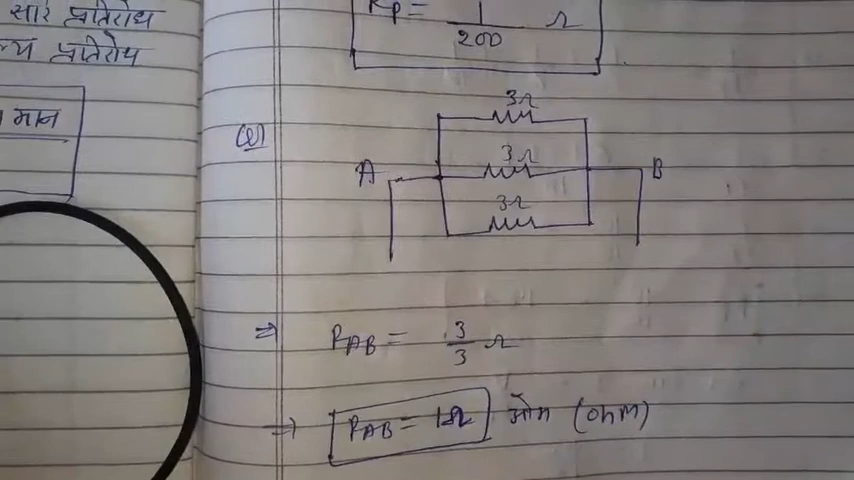 सारे प्रतिरोध
प्रतिरोध
मान
Rp = 1/200 Ω
3Ω
A 3Ω B
3Ω
⇒ RAB = 3/3 Ω
⇒ RAB = 1Ω ओम (ohm)